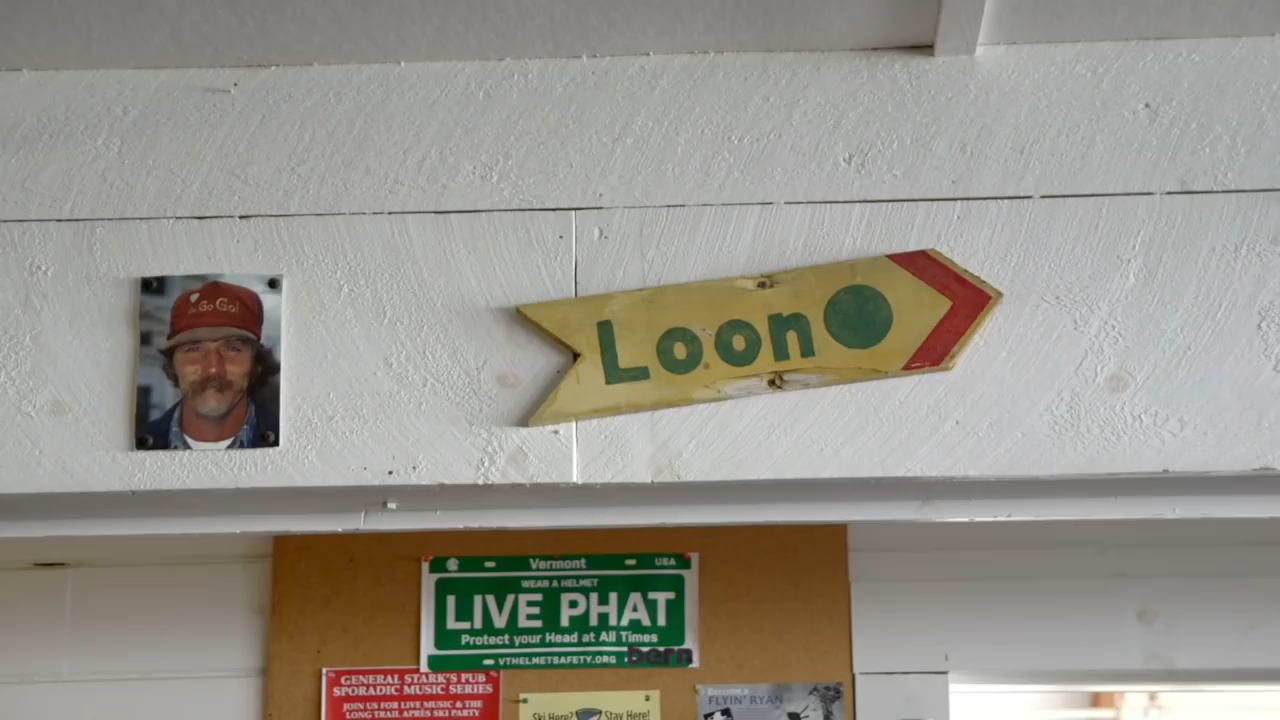 Go Go!
Loon
Vermont USA
WEAR A HELMET
LIVE PHAT
Protect your Head at All Times
VTHELMETSAFETY.ORG
bern
GENERAL STARK'S PUB
SPORADIC MUSIC SERIES
JOIN US FOR LIVE MUSIC & THE
LONG TRAIL APRÈS SKI PARTY
Ski Here? Stay Here!
Become a
FLYIN' RYAN